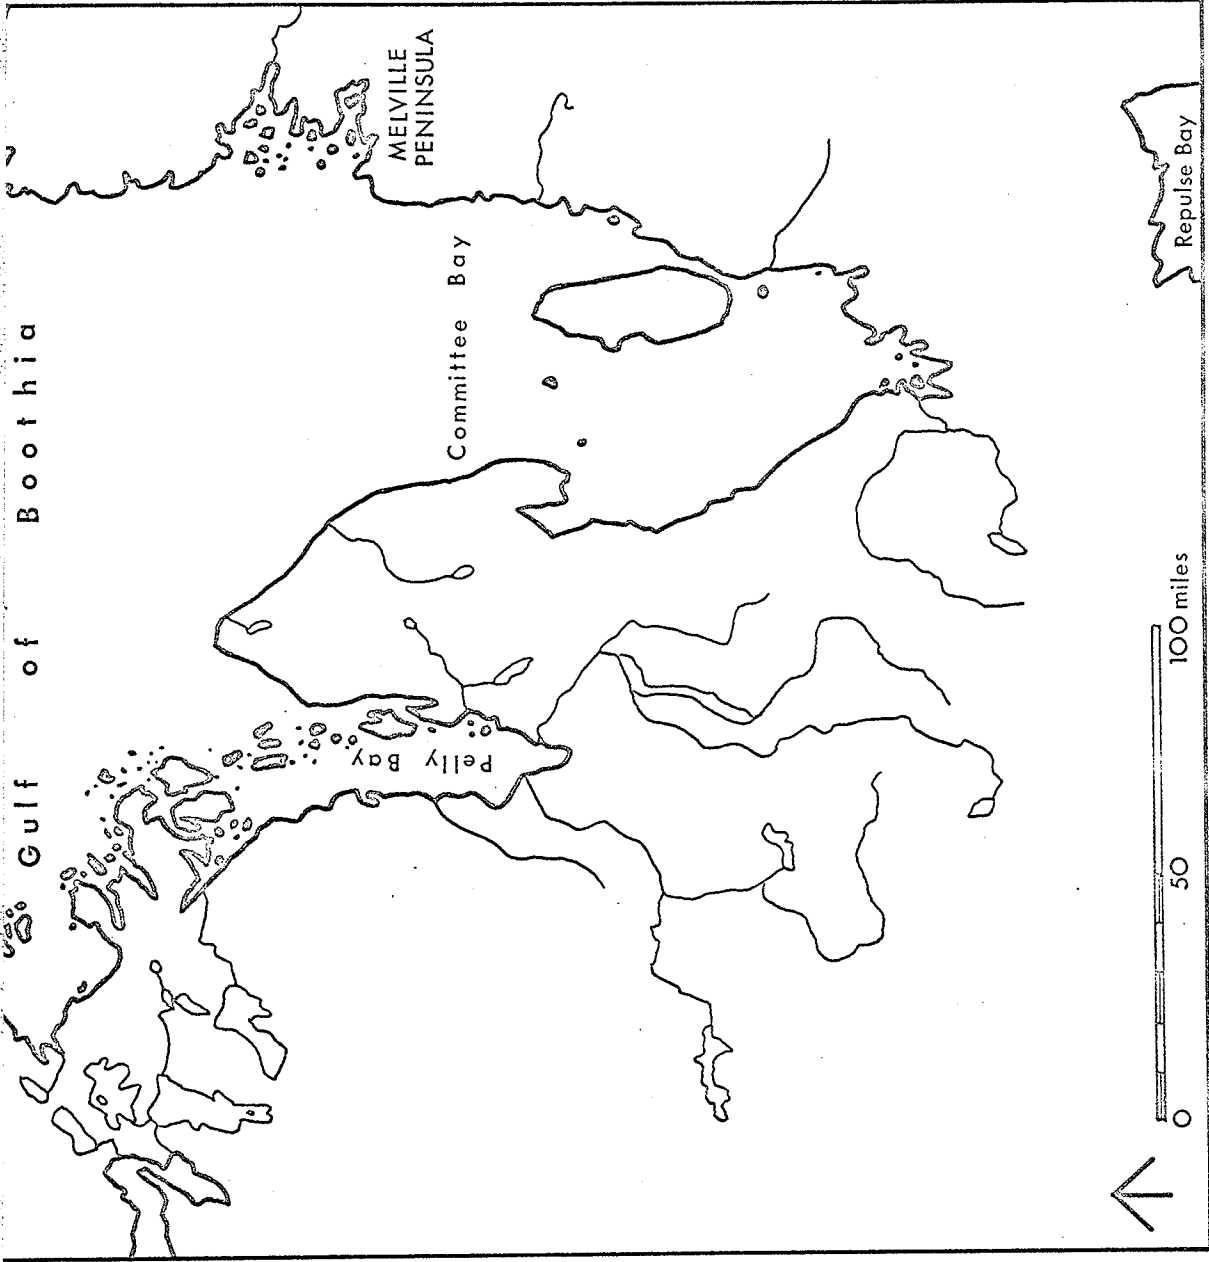 Gulf of Boothia
MELVILLE
PENINSULA
Committee Bay
Pelly Bay
Repulse Bay
0 50 100 miles